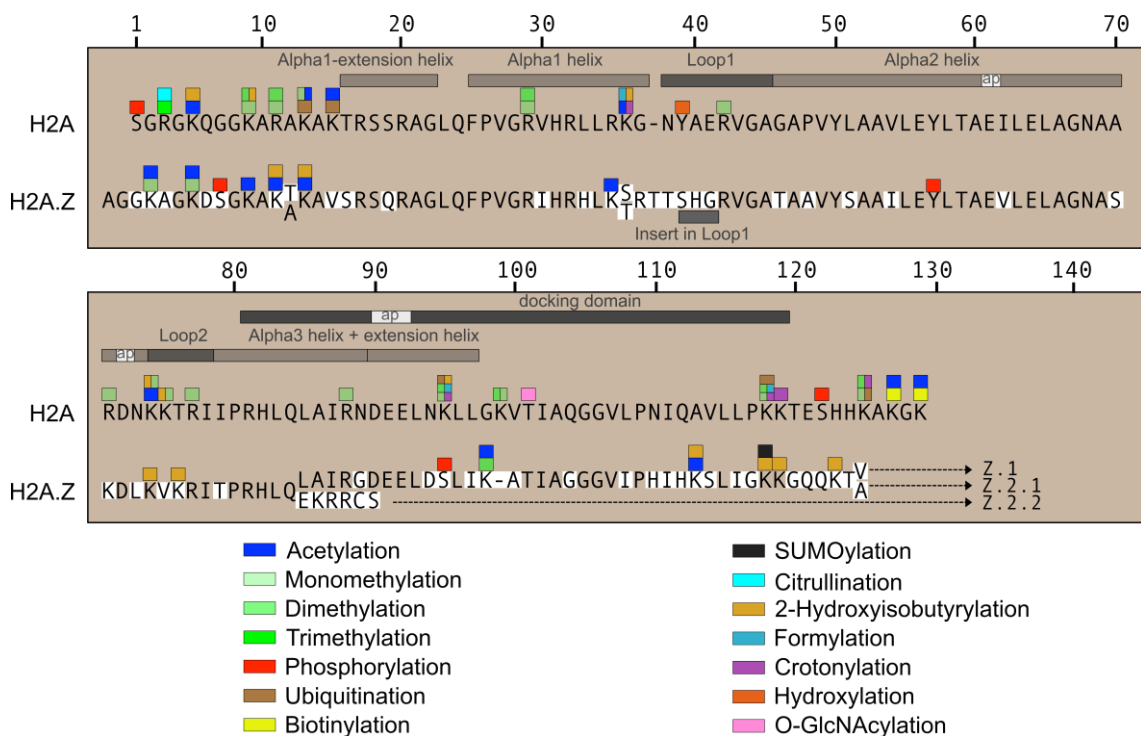 1 10 20 30 40 50 60 70
Alpha1-extension helix Alpha1 helix Loop1 Alpha2 helix
ap
H2A SGRGKQGGKARAKAKTRSSRAGLQFPVGRVHRLLRKG-NYAERVGAGAPVYLAAVLEYLTAEILELAGNAA
H2A.Z AGGKAGKDSGKAKTKAVSRSQRAGLQFPVGRIHRHLKSRTTSHGRVGATAAVYSAAILEYLTAEVLELAGNAS
A T
Insert in Loop1
80 90 100 110 120 130 140
docking domain
ap
Loop2 Alpha3 helix + extension helix
ap
H2A RDNKKTRIIPRHLQLAIRNDEELNKLLGKVTIAQGGVLPNIQAVLLPKKTESHHKAKGK
H2A.Z KDLKVKRITPRHLQLAIRGDEELDSLIK-ATIAGGGVIPHIHKSLIGKKGQQKTV Z.1
A Z.2.1
EKRRCS Z.2.2
Acetylation
Monomethylation
Dimethylation
Trimethylation
Phosphorylation
Ubiquitination
Biotinylation
SUMOylation
Citrullination
2-Hydroxyisobutyrylation
Formylation
Crotonylation
Hydroxylation
O-GlcNAcylation